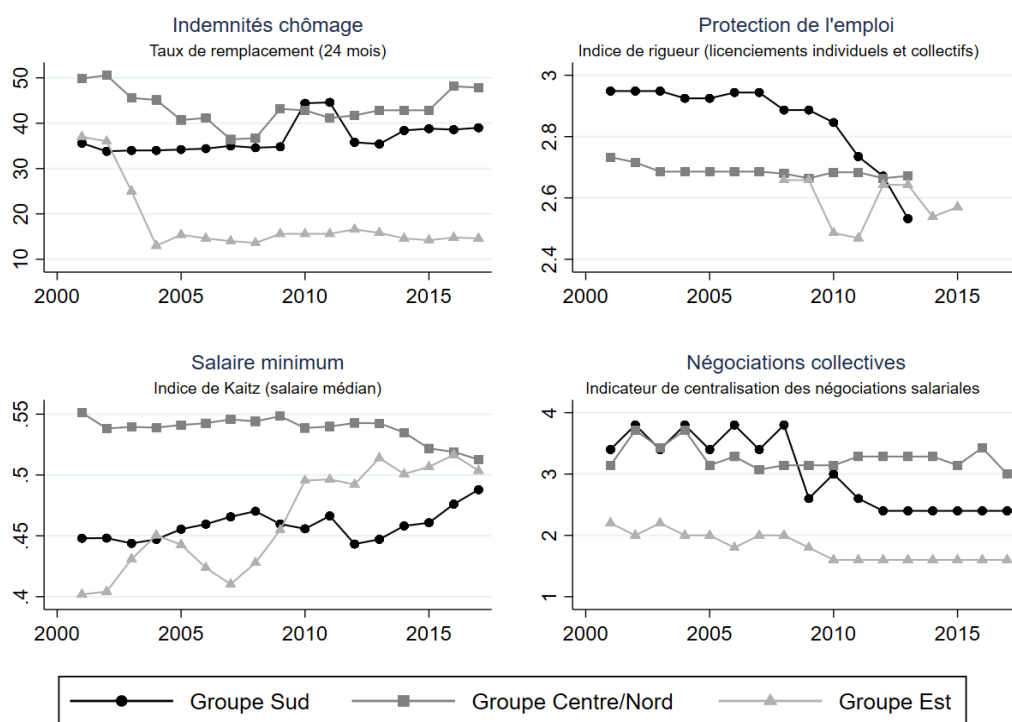 Indemnités chômage
Taux de remplacement (24 mois)
50
40
30
20
10
2000 2005 2010 2015
Protection de l'emploi
Indice de rigueur (licenciements individuels et collectifs)
3
2.8
2.6
2.4
2000 2005 2010 2015
Salaire minimum
Indice de Kaitz (salaire médian)
.55
.5
.45
.4
2000 2005 2010 2015
Négociations collectives
Indicateur de centralisation des négociations salariales
4
3
2
1
2000 2005 2010 2015
Groupe Sud Groupe Centre/Nord Groupe Est